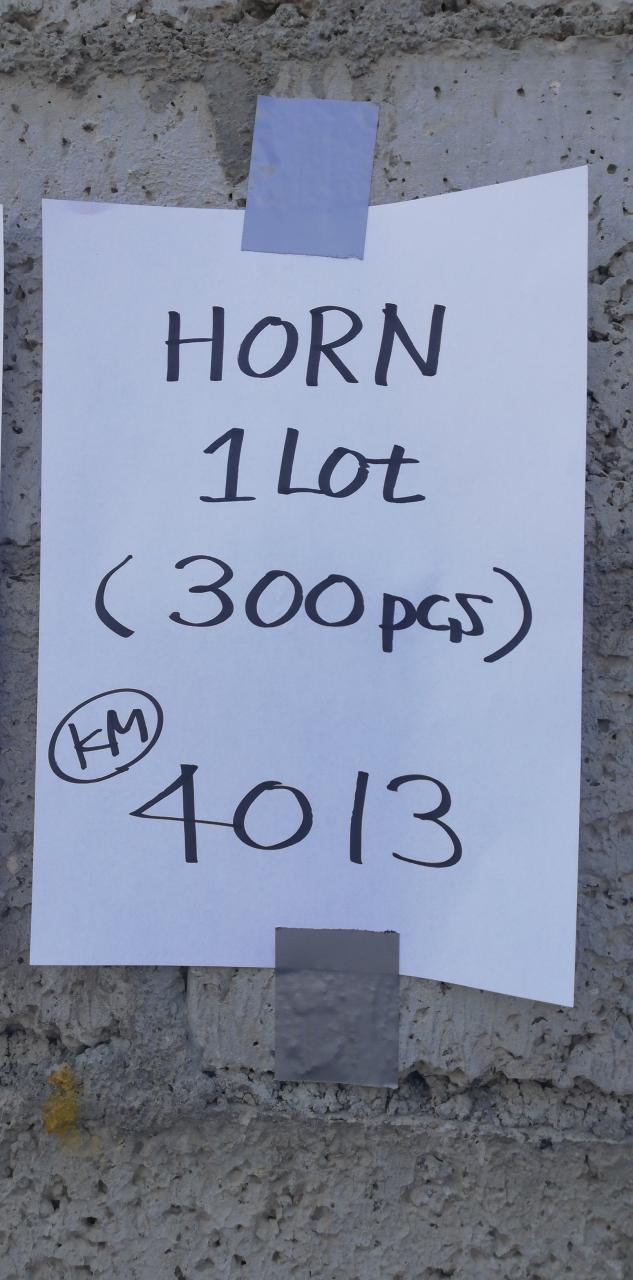 HORN
1 Lot
(300 pcs)
KM
4013